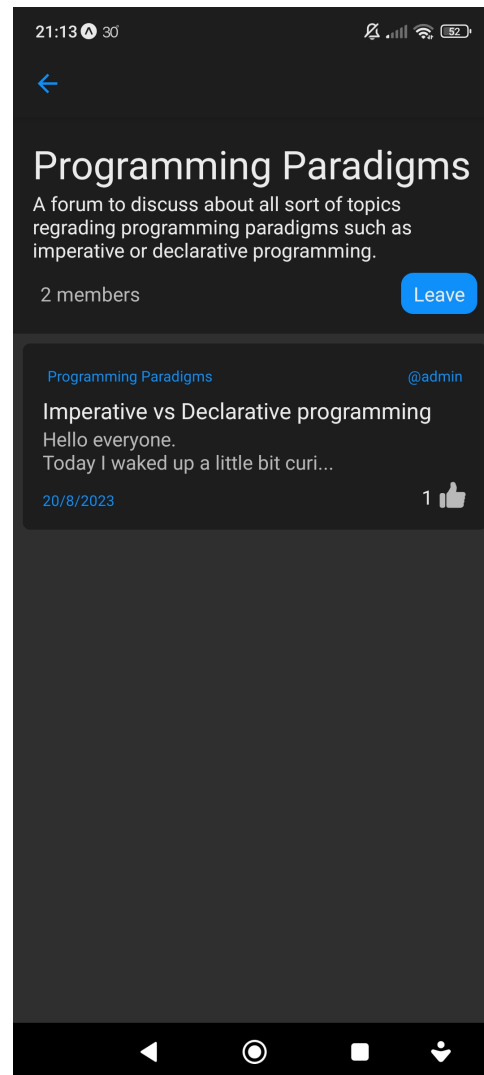 21:13 30° 52
Programming Paradigms
A forum to discuss about all sort of topics
regrading programming paradigms such as
imperative or declarative programming.
2 members Leave
Programming Paradigms @admin
Imperative vs Declarative programming
Hello everyone.
Today I waked up a little bit curi...
20/8/2023 1